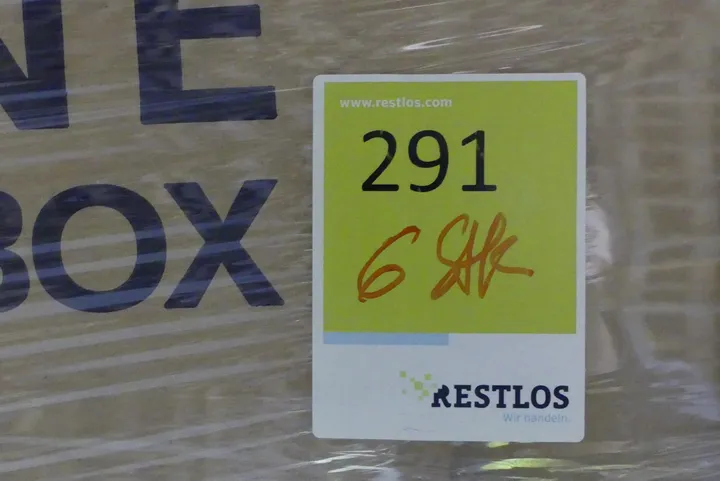 NE
BOX
www.restlos.com
291
6 Stk
RESTLOS
Wir handeln.